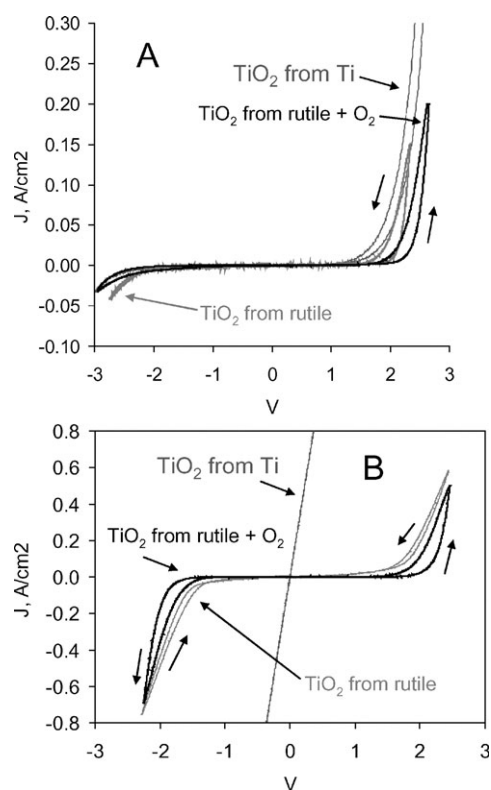 A
0.30
0.25
0.20
0.15
0.10
0.05
0.00
-0.05
-0.10
J, A/cm2
TiO₂ from Ti
TiO₂ from rutile + O₂
TiO₂ from rutile
-3 -2 -1 0 1 2 3
V
B
0.8
0.6
0.4
0.2
0.0
-0.2
-0.4
-0.6
-0.8
J, A/cm2
TiO₂ from Ti
TiO₂ from rutile + O₂
TiO₂ from rutile
-3 -2 -1 0 1 2 3
V